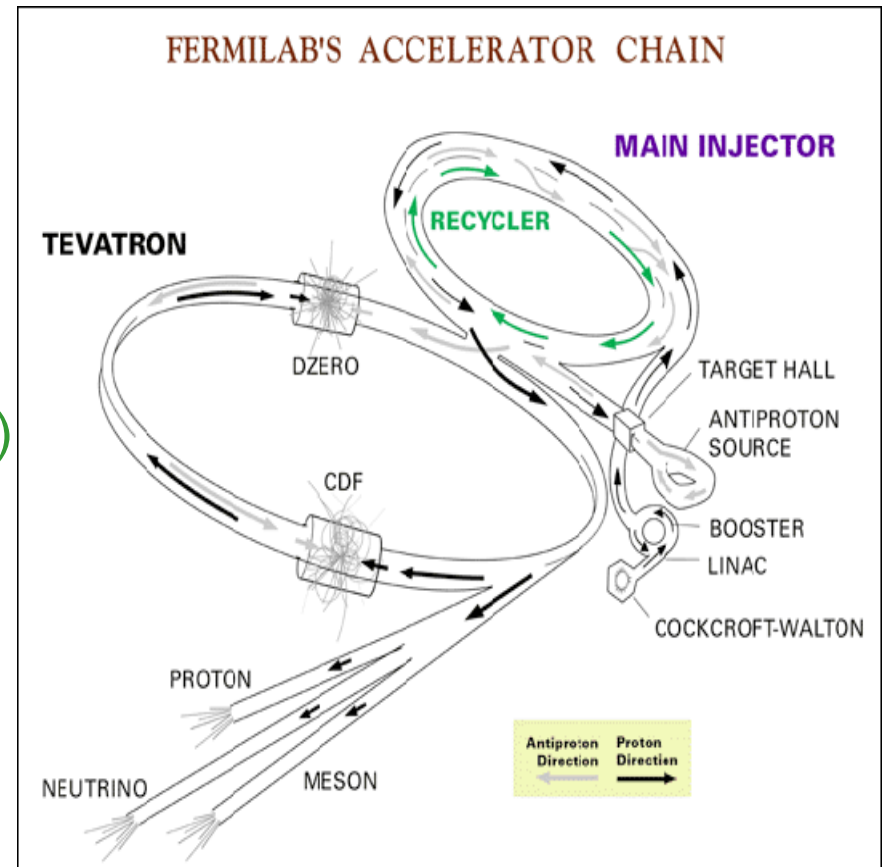 FERMILAB'S ACCELERATOR CHAIN
MAIN INJECTOR
RECYCLER
TEVATRON
DZERO
TARGET HALL
ANTIPROTON
SOURCE
CDF
BOOSTER
LINAC
COCKCROFT-WALTON
PROTON
NEUTRINO
MESON
Antiproton Proton
Direction Direction
)